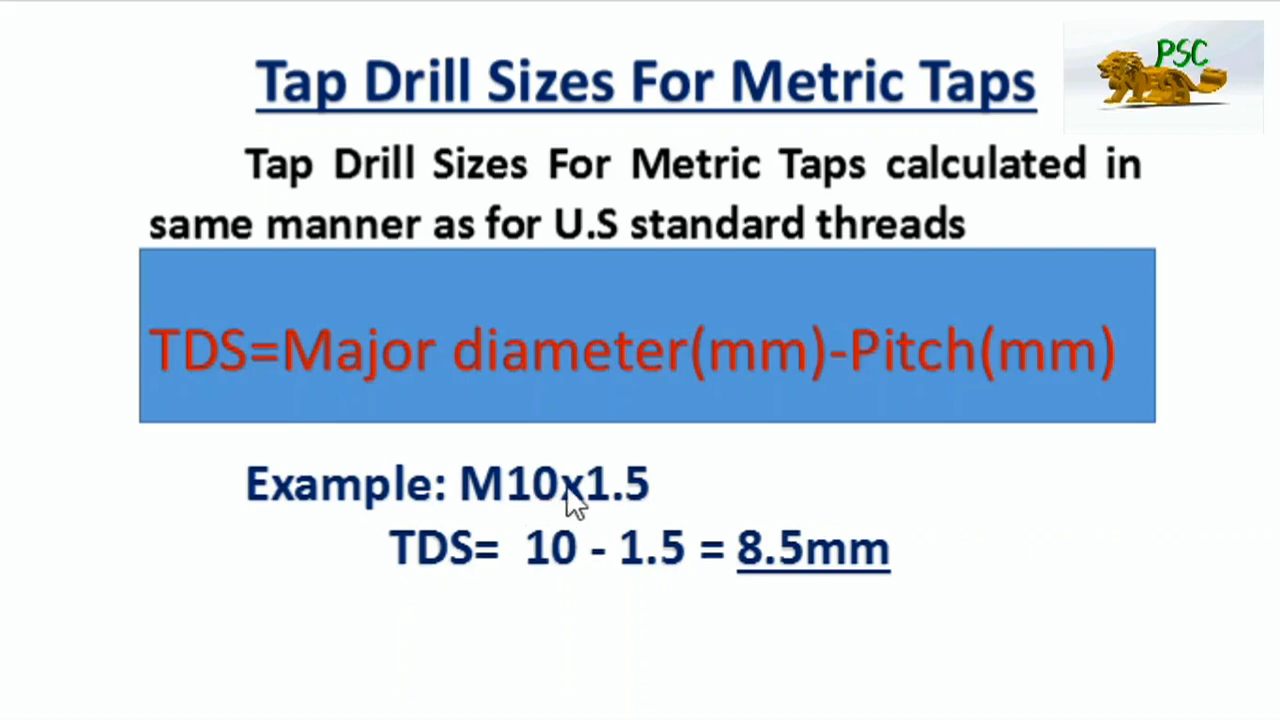 PSC
Tap Drill Sizes For Metric Taps
Tap Drill Sizes For Metric Taps calculated in
same manner as for U.S standard threads
TDS=Major diameter(mm)-Pitch(mm)
Example: M10x1.5
TDS= 10 - 1.5 = 8.5mm